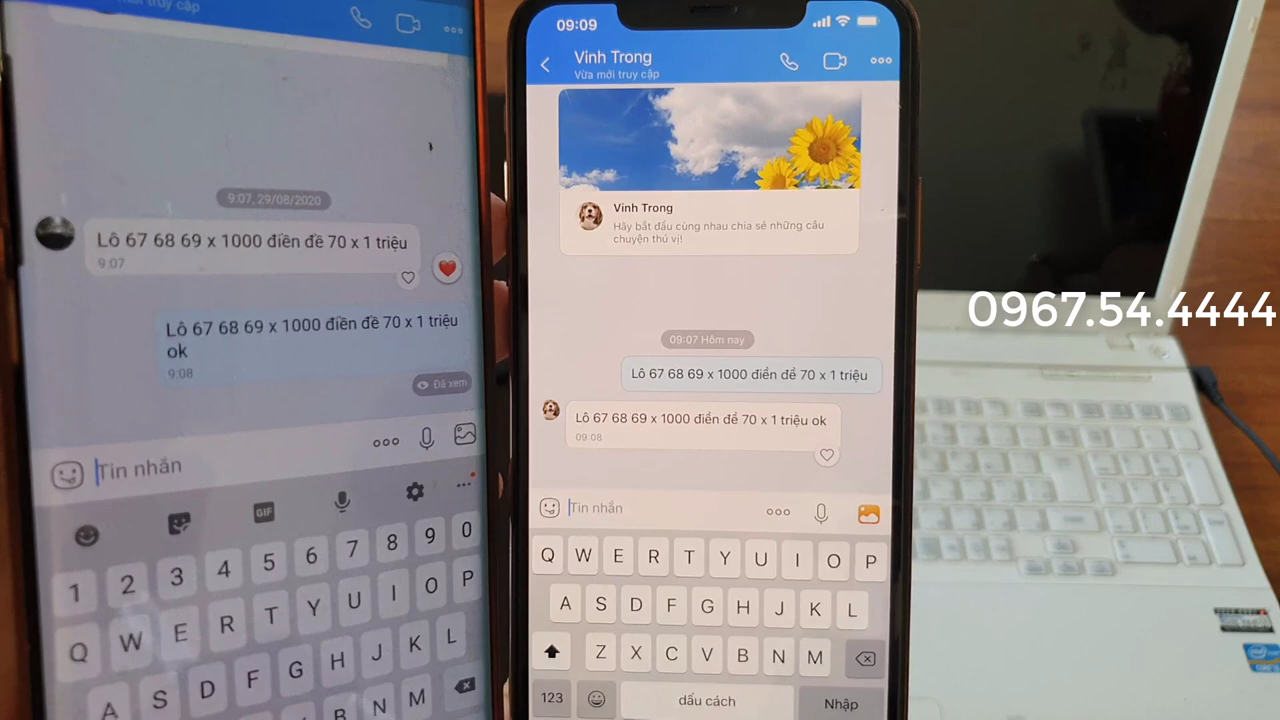 mới truy cập
9:07, 29/08/2020
Lô 67 68 69 x 1000 điền đề 70 x 1 triệu
9:07
Lô 67 68 69 x 1000 điền đề 70 x 1 triệu
ok
9:08
Đã xem
Tin nhắn
GIF
1 2 3 4 5 6 7 8 9 0
Q W E R T Y U I O P
A S D F G H J K L
B N M
09:09
Vinh Trong
Vừa mới truy cập
Vinh Trong
Hãy bắt đầu cùng nhau chia sẻ những câu
chuyện thú vị!
09:07 Hôm nay
Lô 67 68 69 x 1000 điền đề 70 x 1 triệu
Lô 67 68 69 x 1000 điền đề 70 x 1 triệu ok
09:08
Tin nhắn
Q W E R T Y U I O P
A S D F G H J K L
Z X C V B N M
123 dấu cách Nhập
0967.54.4444